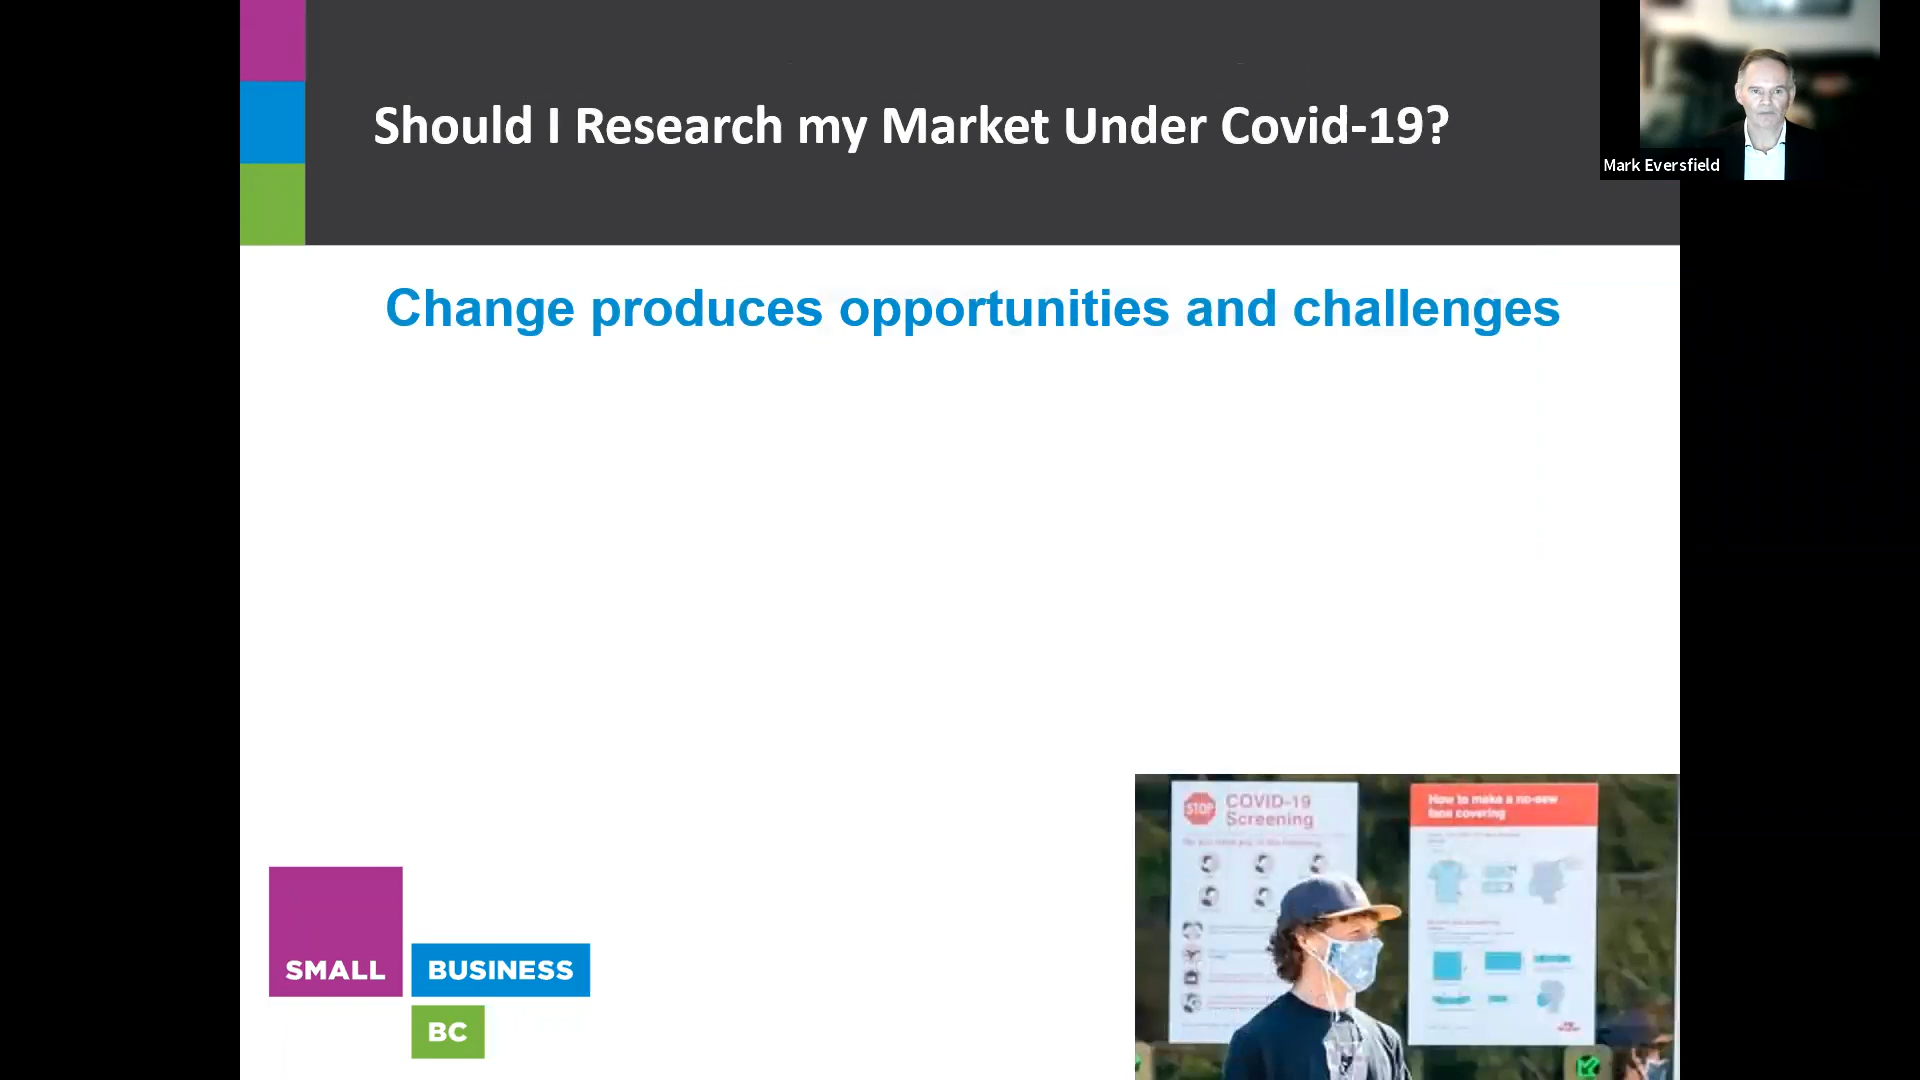 Should I Research my Market Under Covid-19?
Mark Eversfield
Change produces opportunities and challenges
STOP
COVID-19
Screening
How to make a no-sew
face covering
SMALL
BUSINESS
BC